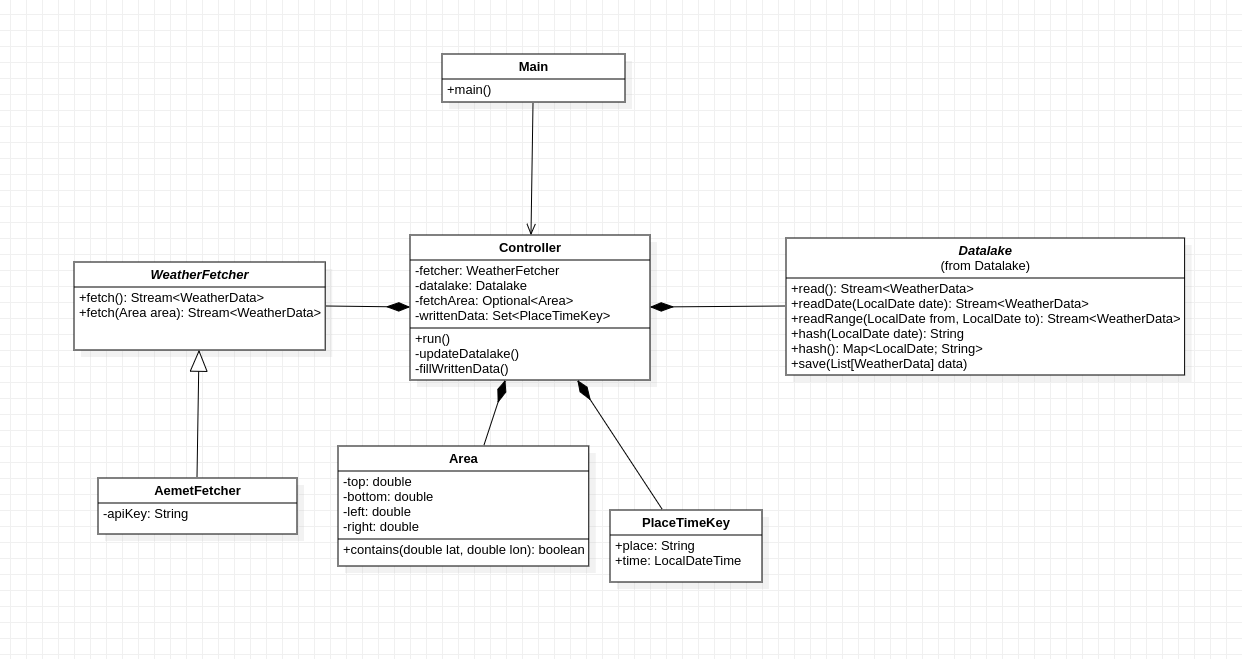 Main
+main()
WeatherFetcher
+fetch(): Stream<WeatherData>
+fetch(Area area): Stream<WeatherData>
Controller
-fetcher: WeatherFetcher
-datalake: Datalake
-fetchArea: Optional<Area>
-writtenData: Set<PlaceTimeKey>
+run()
-updateDatalake()
-fillWrittenData()
Datalake
(from Datalake)
+read(): Stream<WeatherData>
+readDate(LocalDate date): Stream<WeatherData>
+readRange(LocalDate from, LocalDate to): Stream<WeatherData>
+hash(LocalDate date): String
+hash(): Map<LocalDate; String>
+save(List[WeatherData] data)
AemetFetcher
-apiKey: String
Area
-top: double
-bottom: double
-left: double
-right: double
+contains(double lat, double lon): boolean
PlaceTimeKey
+place: String
+time: LocalDateTime